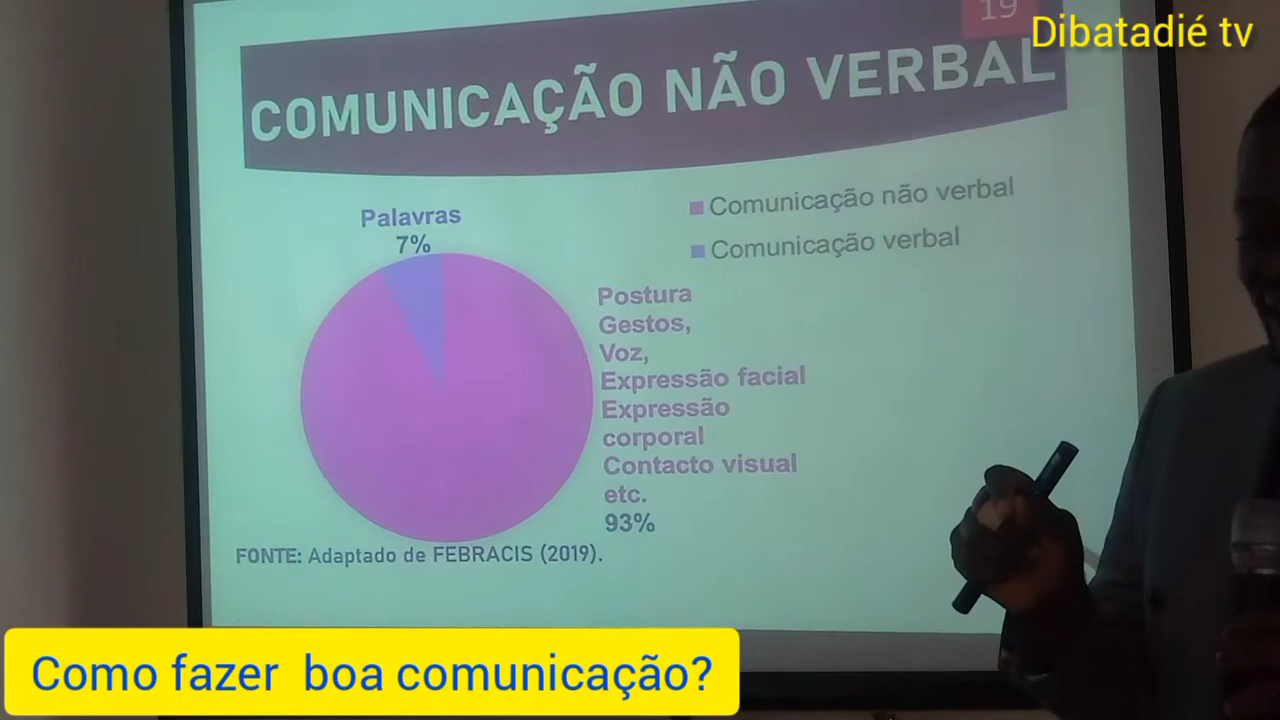 19
Dibatadié tv
COMUNICAÇÃO NÃO VERBAL
Comunicação não verbal
Comunicação verbal
Palavras
7%
Postura
Gestos,
Voz,
Expressão facial
Expressão
corporal
Contacto visual
etc.
93%
FONTE: Adaptado de FEBRACIS (2019).
Como fazer boa comunicação?